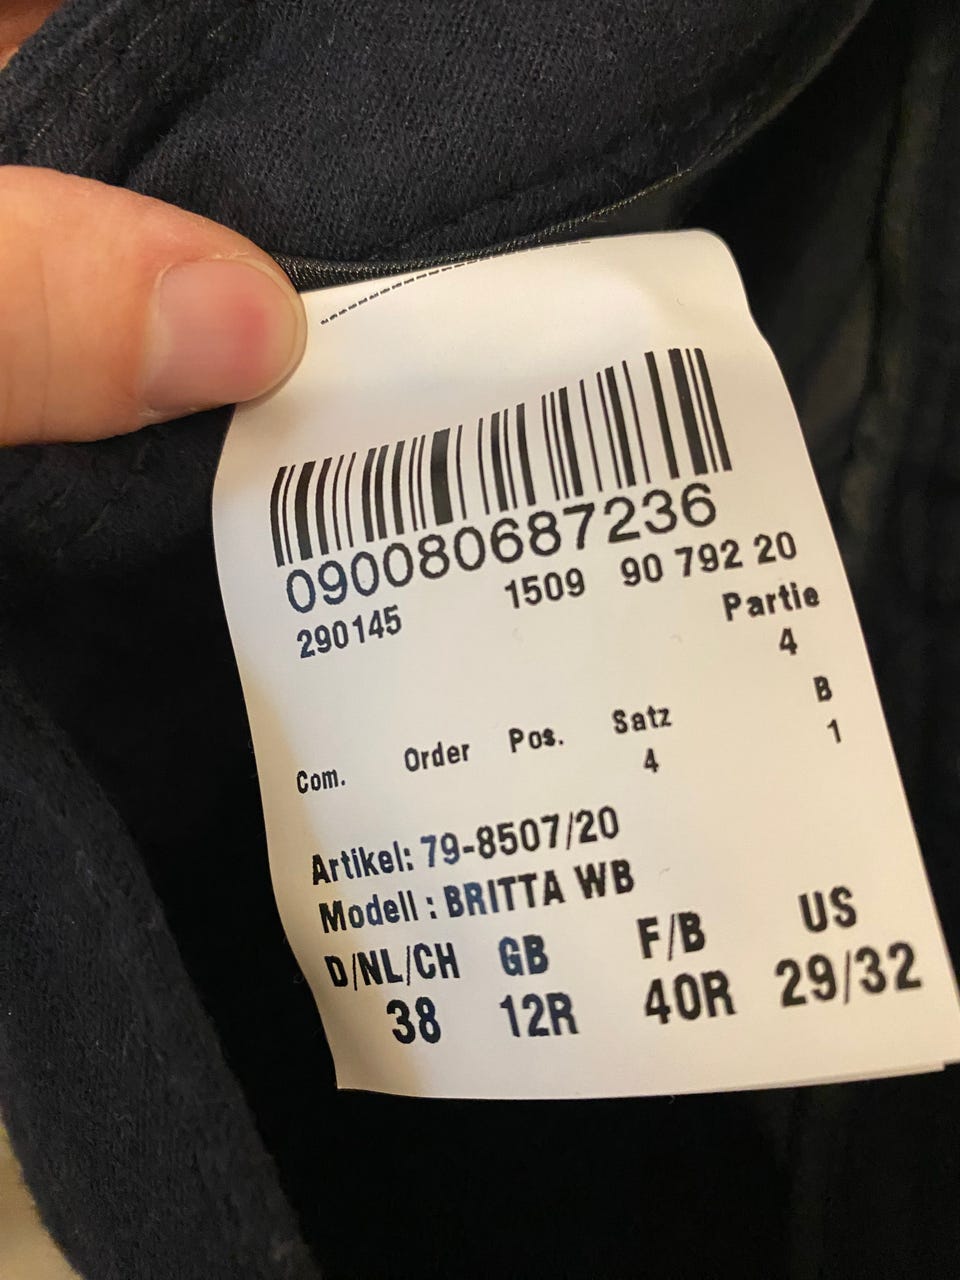 090080687236
290145 1509 90 792 20
Partie
4
B
Com. Order Pos. Satz 1
4
Artikel: 79-8507/20
Modell : BRITTA WB
D/NL/CH GB F/B US
38 12R 40R 29/32